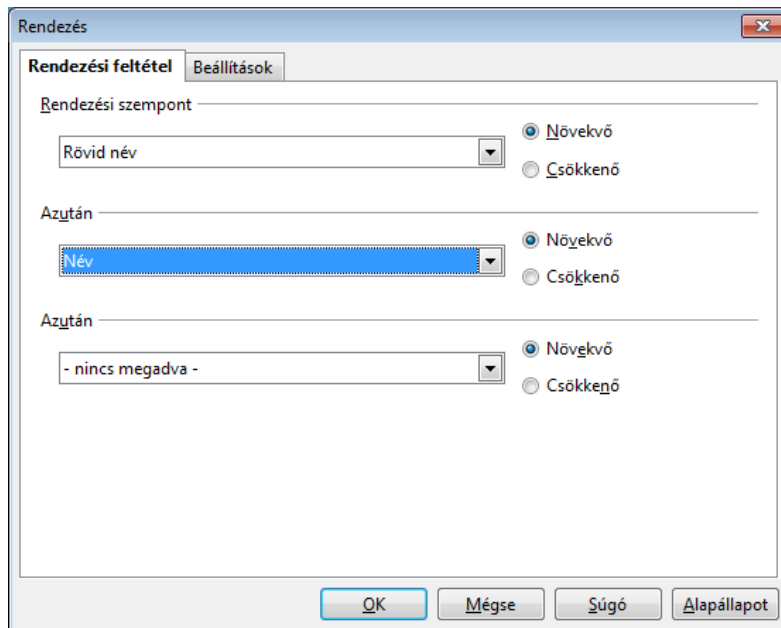 Rendezés
Rendezési feltétel Beállítások
Rendezési szempont
Rövid név
Növekvő
Csökkenő
Azután
Név
Növekvő
Csökkenő
Azután
- nincs megadva -
Növekvő
Csökkenő
OK Mégse Súgó Alapállapot